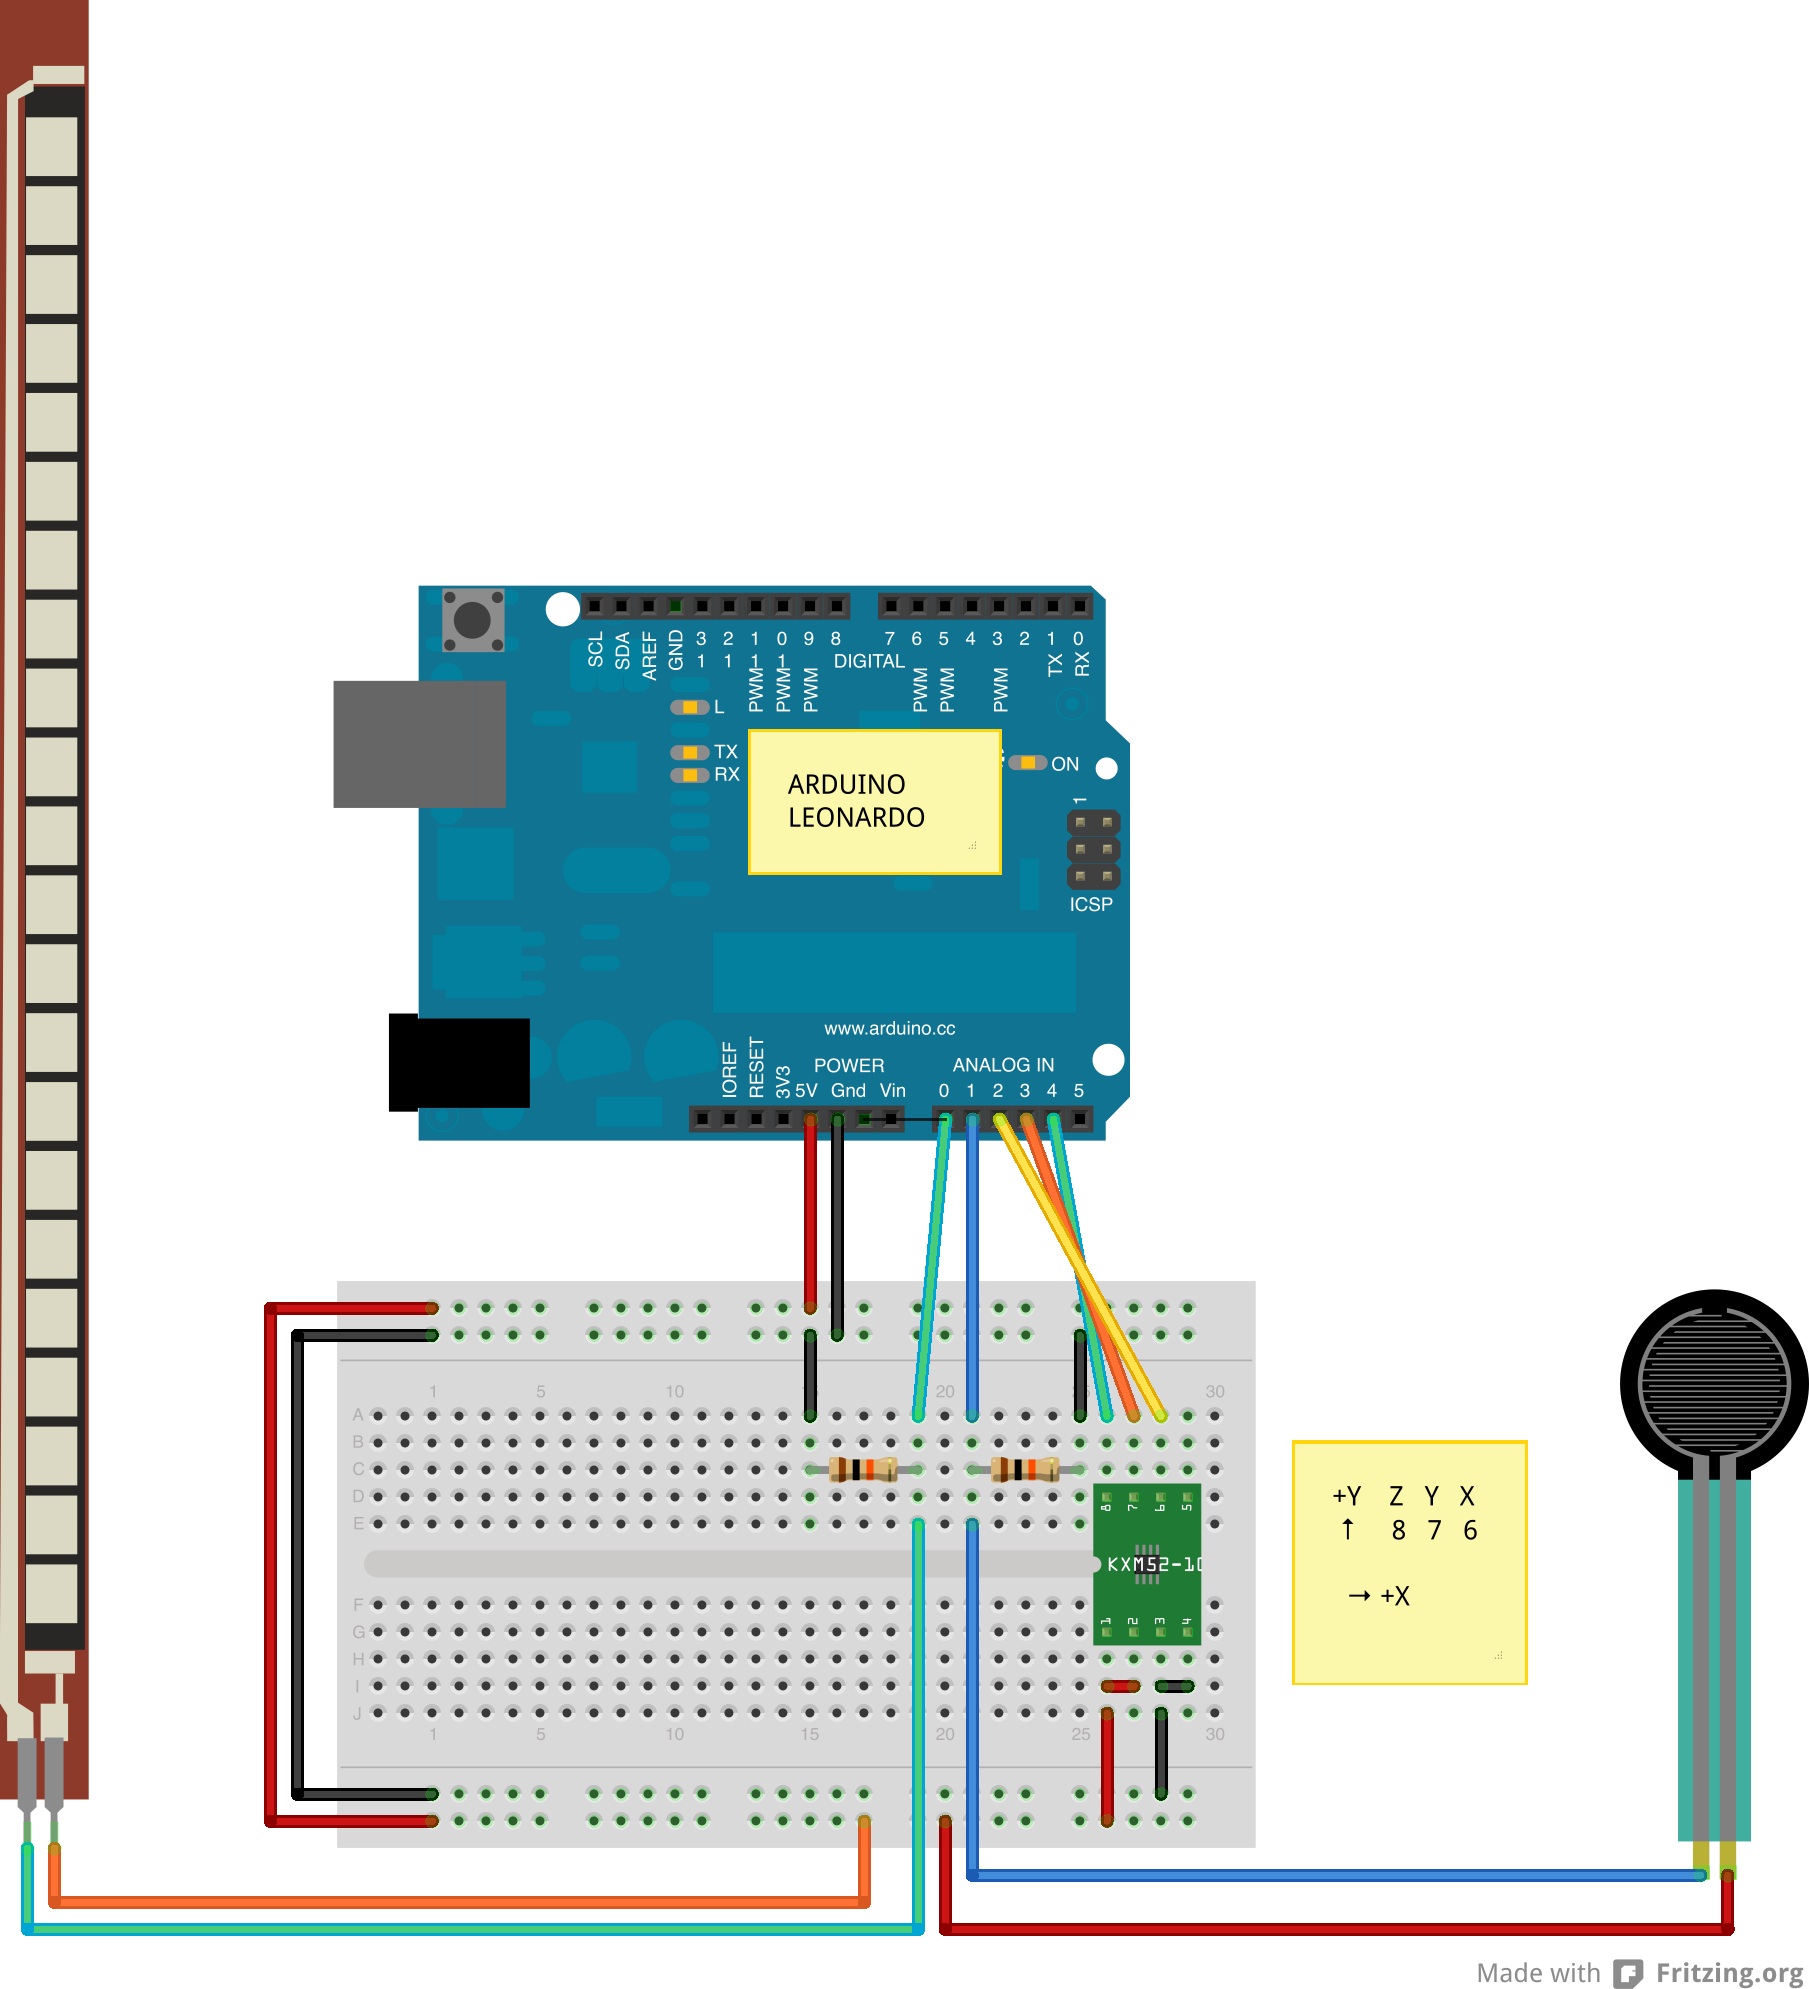 SCL SDA AREF GND 13 12 11 10 9 8 7 6 5 4 3 2 1 0
PWM PWM PWM DIGITAL PWM PWM PWM TX RX
L
TX
RX
ON
ARDUINO
LEONARDO
1
ICSP
www.arduino.cc
POWER ANALOG IN
IOREF RESET 3V3 5V Gnd Vin 0 1 2 3 4 5
1 5 10 20 30
A
B
C
D
E
8 7 6 5
KXM52-10
1 2 3 4
F
G
H
I
J
1 5 10 15 20 25 30
+Y Z Y X
↑ 8 7 6
→ +X
Made with Fritzing.org